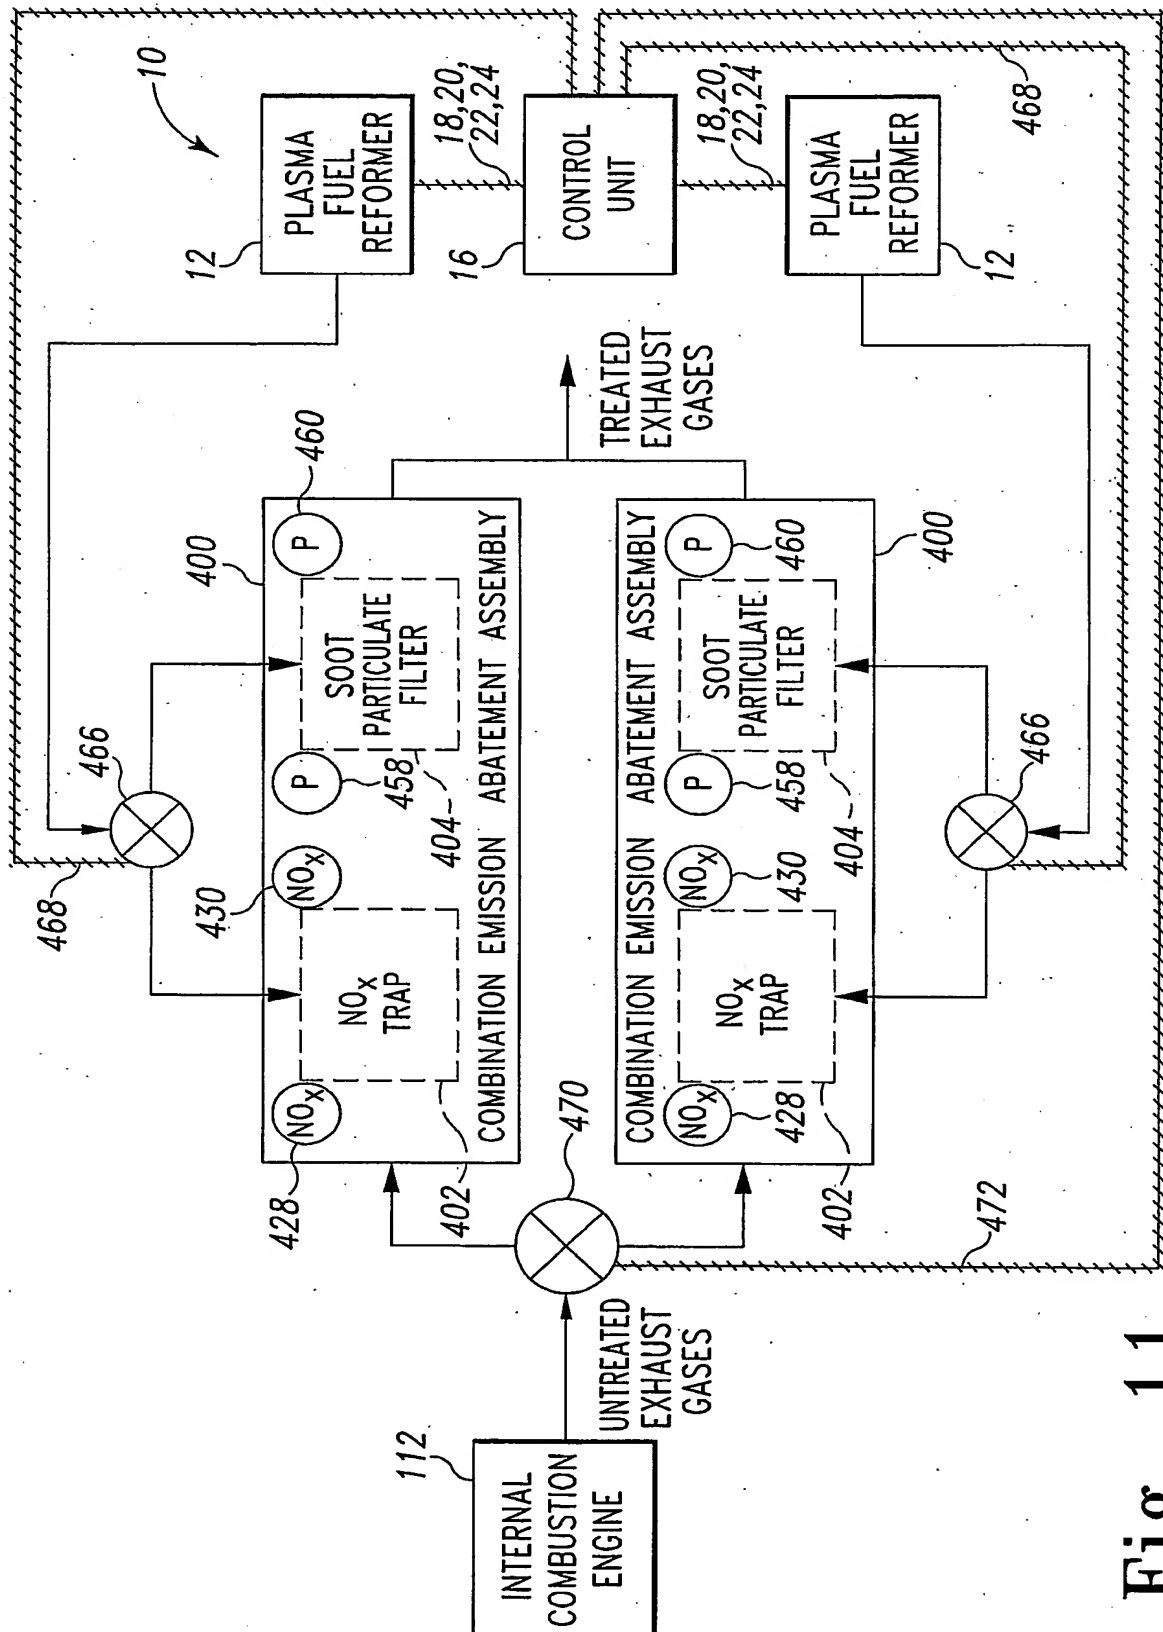 10
PLASMA
FUEL
REFORMER
12
18,20,
22,24
CONTROL
UNIT
16
18,20,
22,24
PLASMA
FUEL
REFORMER
12
468
TREATED
EXHAUST
GASES
466
468
430
428
400
460
P
SOOT
PARTICULATE
FILTER
P
458
404
NOx
NOx
TRAP
NOx
402
COMBINATION EMISSION ABATEMENT ASSEMBLY
COMBINATION EMISSION ABATEMENT ASSEMBLY
P
460
SOOT
PARTICULATE
FILTER
P
458
404
NOx
430
NOx
TRAP
NOx
428
402
400
466
470
472
UNTREATED
EXHAUST
GASES
112
INTERNAL
COMBUSTION
ENGINE
Fig. 11